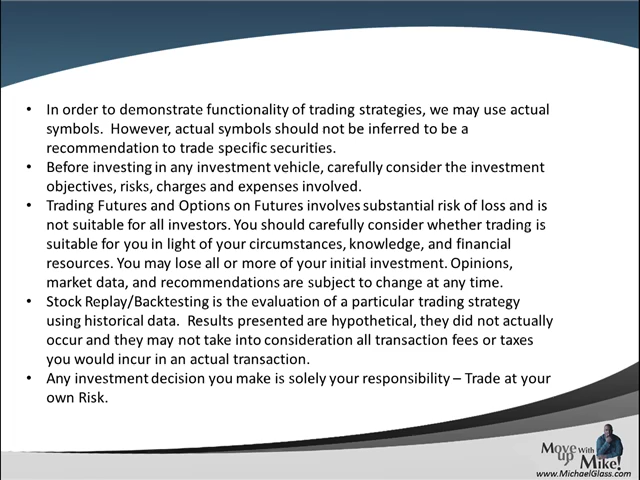 • In order to demonstrate functionality of trading strategies, we may use actual
symbols.  However, actual symbols should not be inferred to be a
recommendation to trade specific securities.
• Before investing in any investment vehicle, carefully consider the investment
objectives, risks, charges and expenses involved.
• Trading Futures and Options on Futures involves substantial risk of loss and is
not suitable for all investors. You should carefully consider whether trading is
suitable for you in light of your circumstances, knowledge, and financial
resources. You may lose all or more of your initial investment. Opinions,
market data, and recommendations are subject to change at any time.
• Stock Replay/Backtesting is the evaluation of a particular trading strategy
using historical data.  Results presented are hypothetical, they did not actually
occur and they may not take into consideration all transaction fees or taxes
you would incur in an actual transaction.
• Any investment decision you make is solely your responsibility – Trade at your
own Risk.
Move up With Mike!
www.MichaelGlass.com